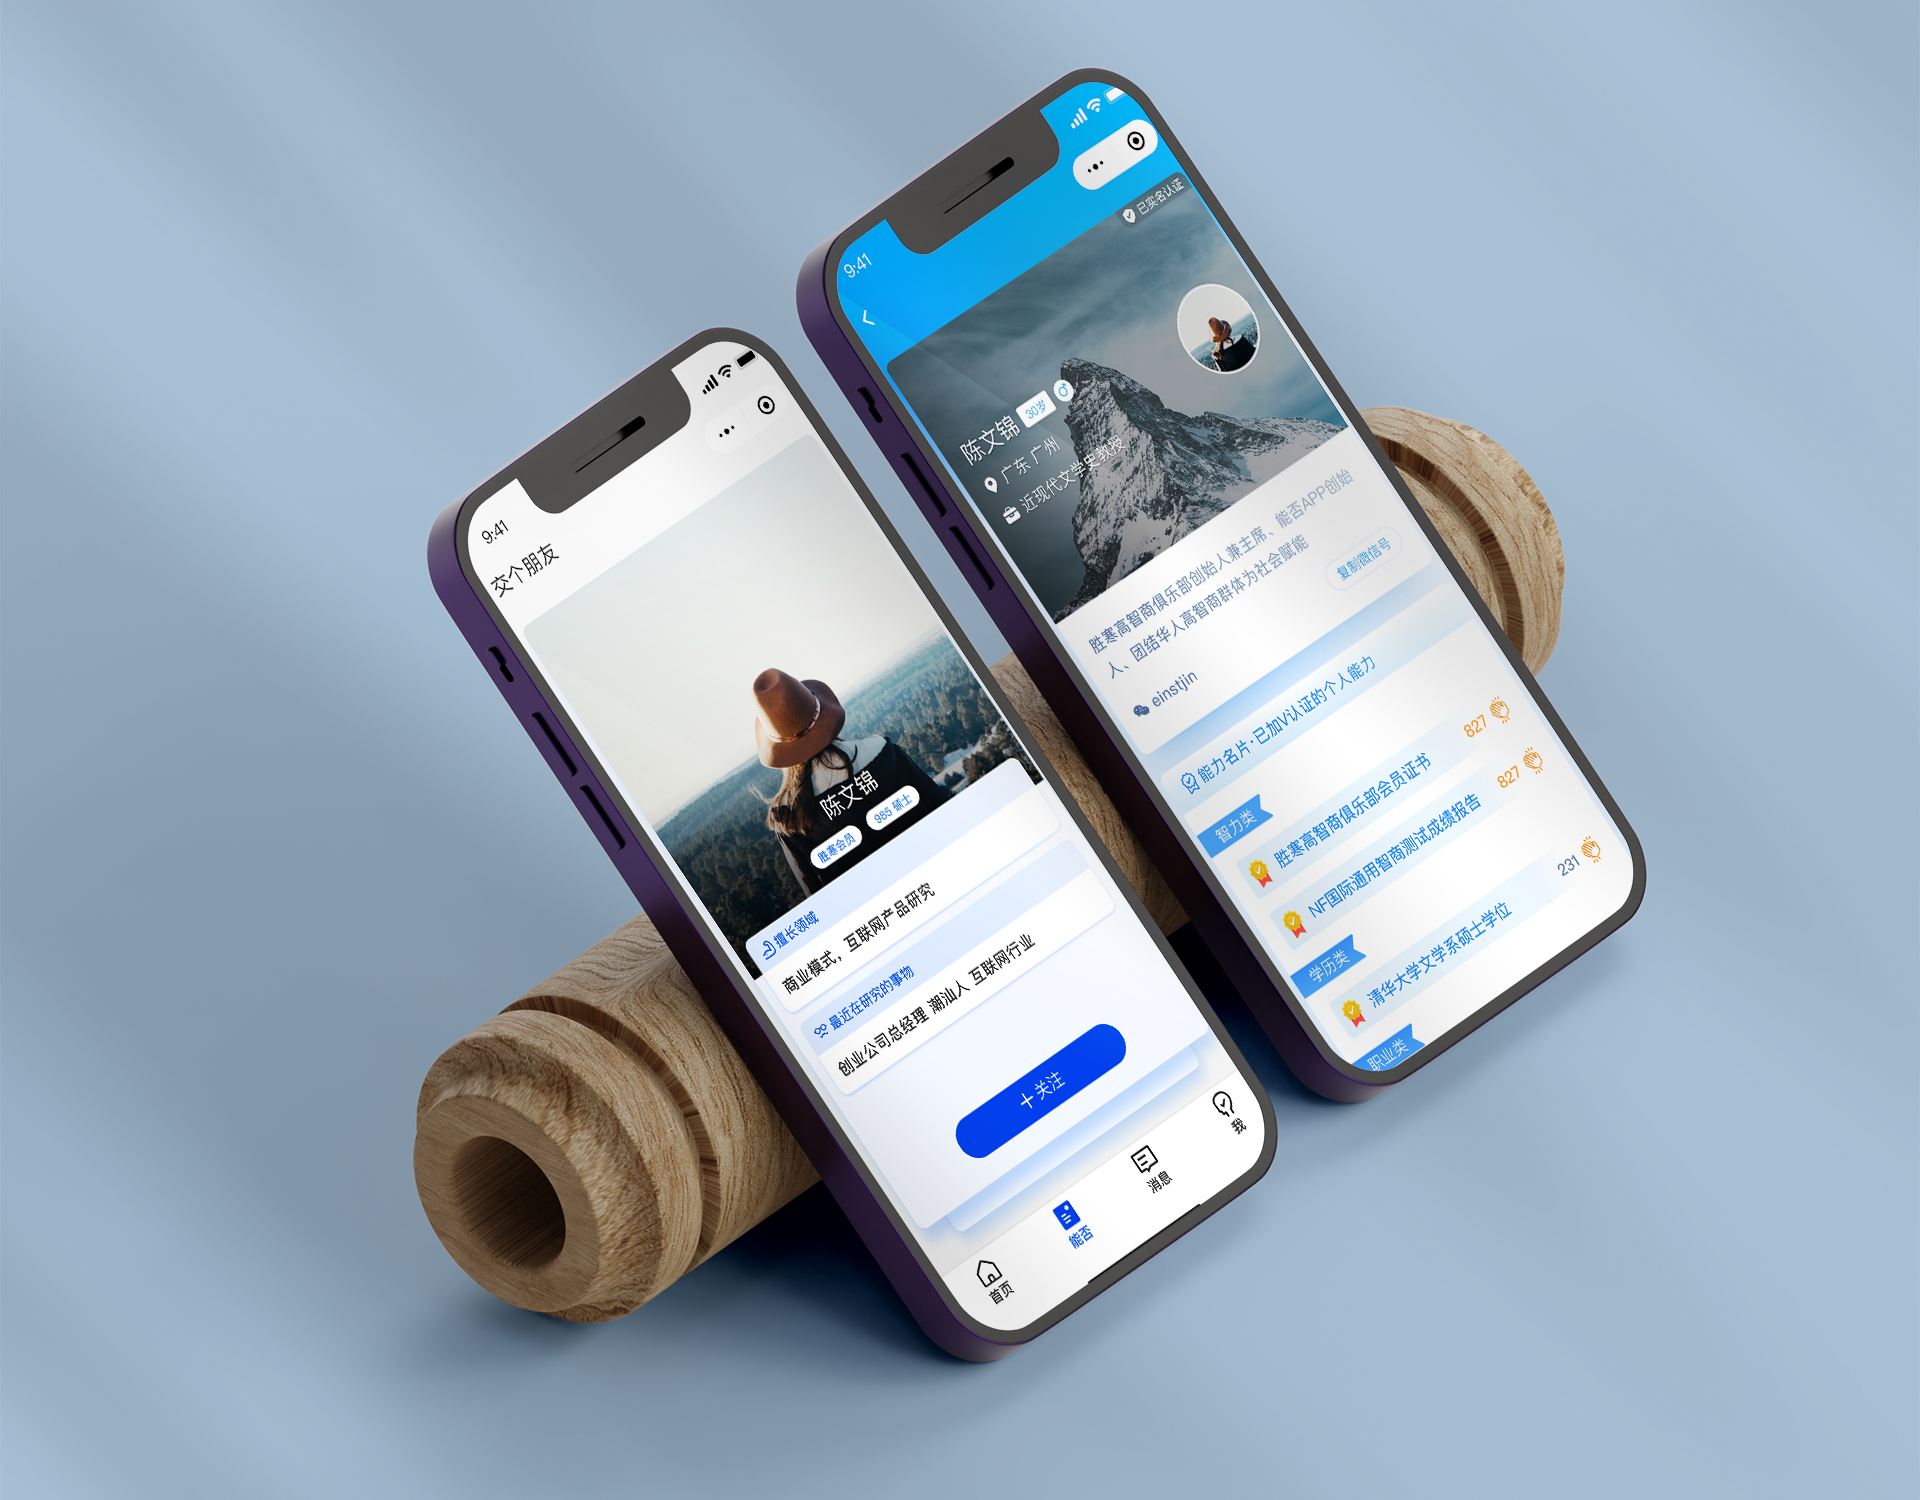 9:41
交个朋友
陈文锦
胜寒会员
985 硕士
擅长领域
商业模式，互联网产品研究
最近在研究的事物
创业公司总经理 潮汕人 互联网行业
+关注
首页
能否
消息
我
9:41
已实名认证
陈文锦
30岁
广东 广州
近现代文学史教授
胜寒高智商俱乐部创始人兼主席、能否APP创始
人、团结华人高智商群体为社会赋能
einstjin
复制微信号
能力名片·已加V认证的个人能力
智力类
胜寒高智商俱乐部会员证书
827
NF国际通用智商测试成绩报告
827
学历类
清华大学文学系硕士学位
231
职业类